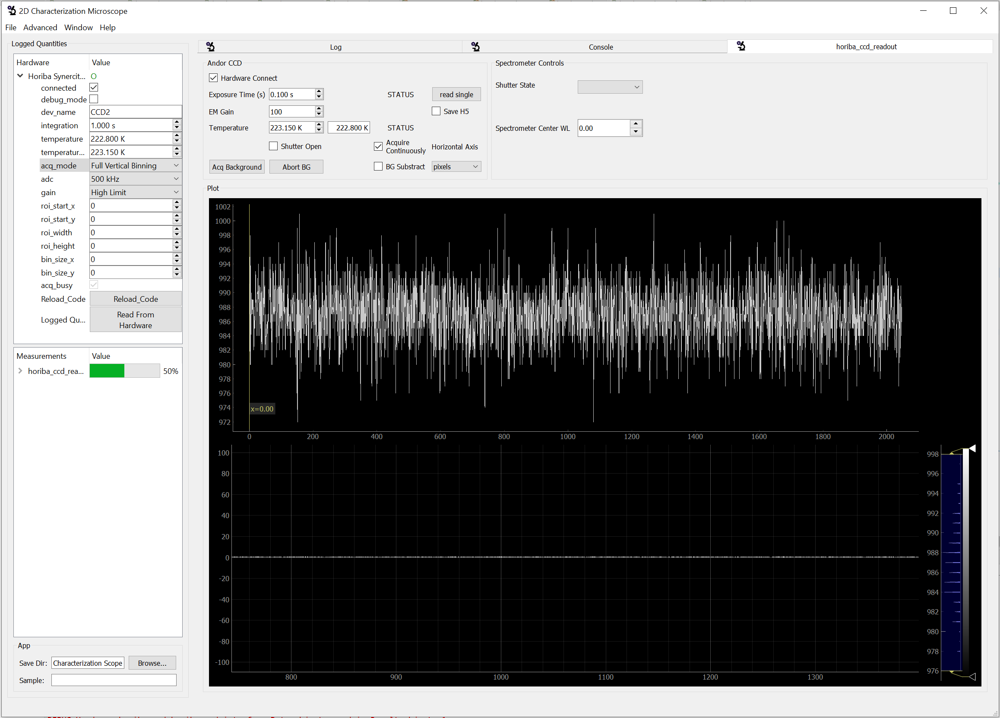 2D Characterization Microscope
File Advanced Window Help
Logged Quantities
Hardware Value
Horiba Synercit... O
connected
debug_mode
dev_name CCD2
integration 1.000 s
temperature 222.800 K
temperatur... 223.150 K
acq_mode Full Vertical Binning
adc 500 kHz
gain High Limit
roi_start_x 0
roi_start_y 0
roi_width 0
roi_height 0
bin_size_x 0
bin_size_y 0
acq_busy
Reload_Code Reload_Code
Logged Qu... Read From
Hardware
Measurements Value
horiba_ccd_rea... 50%
App
Save Dir: Characterization Scope Browse...
Sample:
Log Console horiba_ccd_readout
Andor CCD
Hardware Connect
Exposure Time (s) 0.100 s STATUS read single
EM Gain 100 Save H5
Temperature 223.150 K 222.800 K STATUS
Shutter Open Acquire
Continuously Horizontal Axis
Acq Background Abort BG BG Substract pixels
Spectrometer Controls
Shutter State
Spectrometer Center WL 0.00
Plot
1002
1000
998
996
994
992
990
988
986
984
982
980
978
976
974
972
x=0.00
0 200 400 600 800 1000 1200 1400 1600 1800 2000
100
80
60
40
20
0
-20
-40
-60
-80
-100
800 900 1000 1100 1200 1300
998
996
994
992
990
988
986
984
982
980
978
976